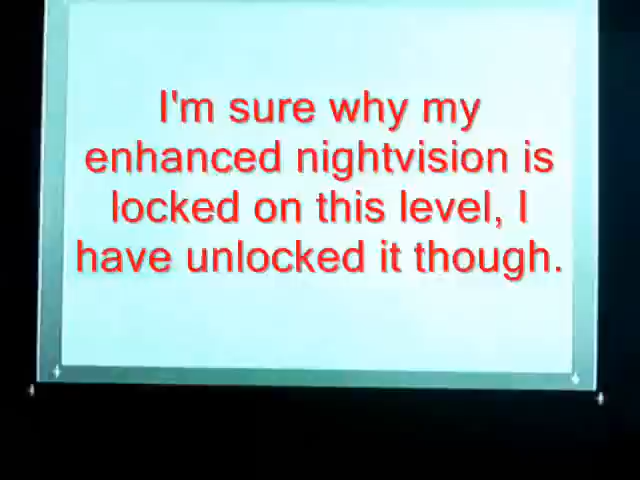 I'm sure why my
enhanced nightvision is
locked on this level, I
have unlocked it though.